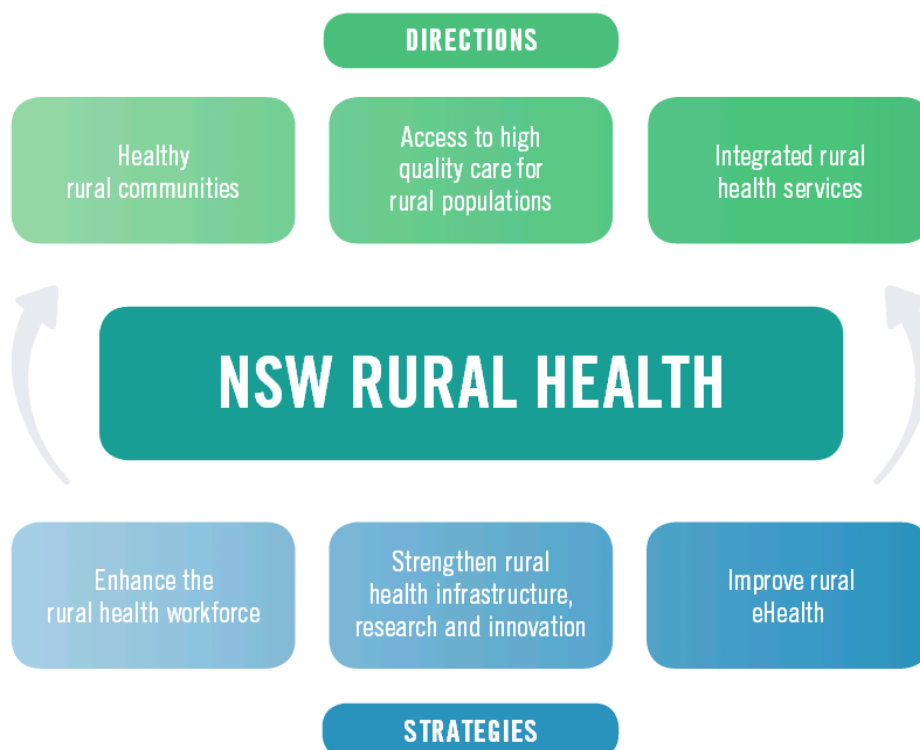 DIRECTIONS
Healthy
rural communities
Access to high
quality care for
rural populations
Integrated rural
health services
NSW RURAL HEALTH
Enhance the
rural health workforce
Strengthen rural
health infrastructure,
research and innovation
Improve rural
eHealth
STRATEGIES